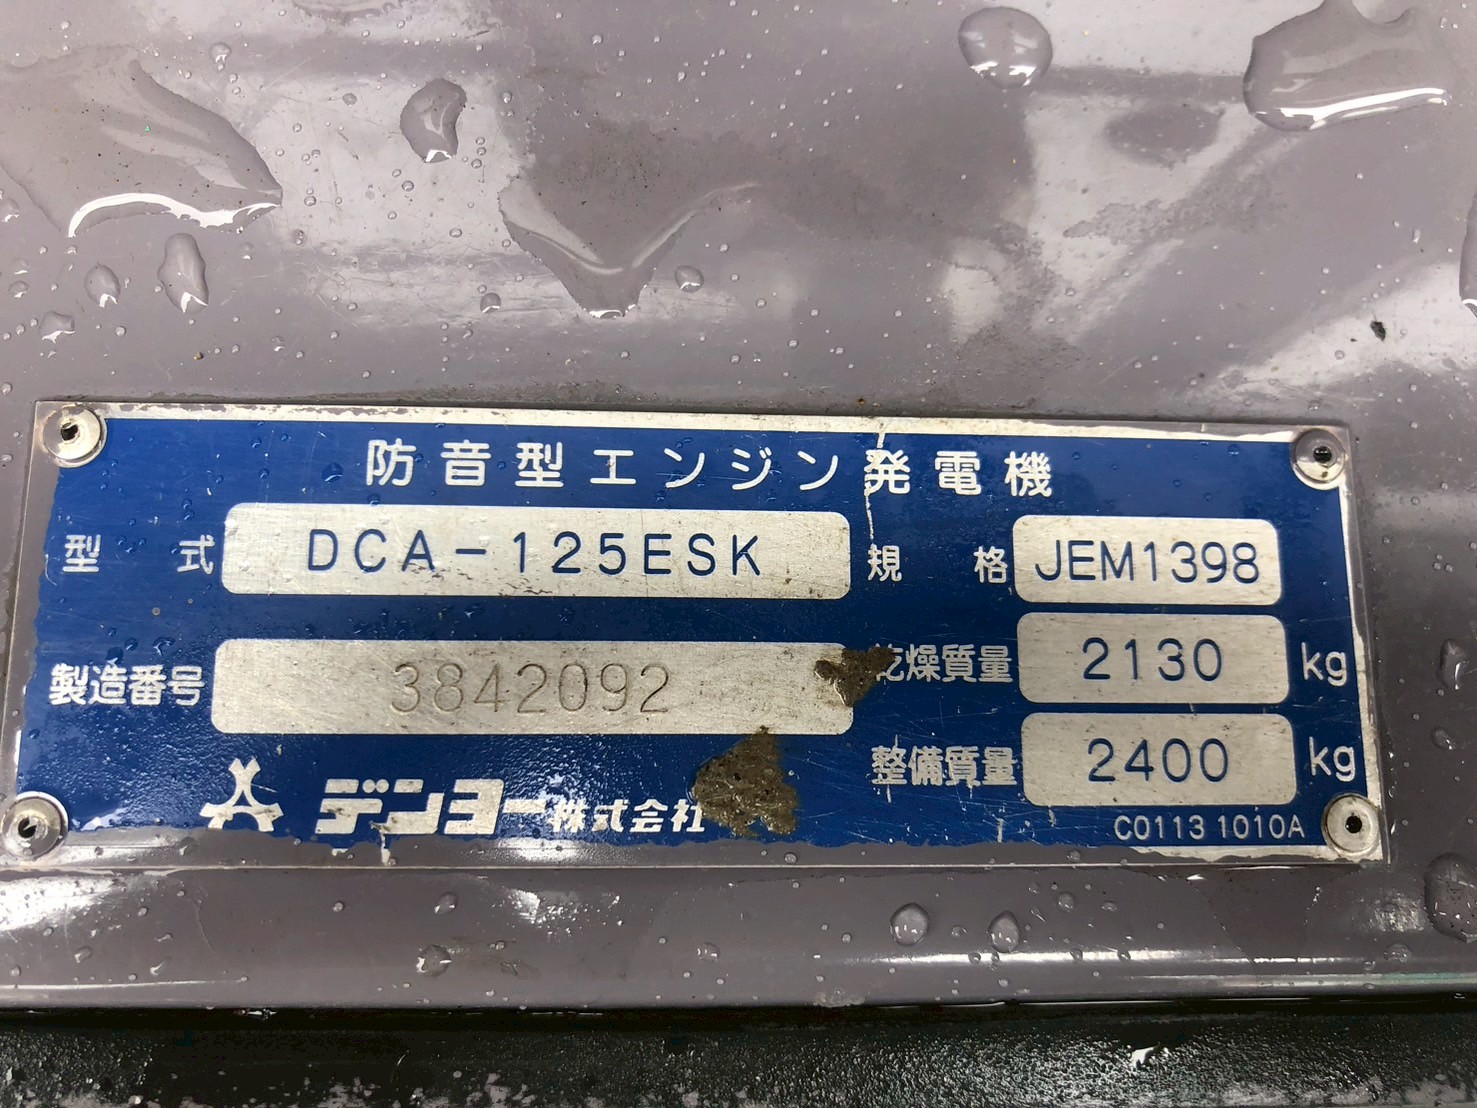 防音型エンジン発電機
型式 DCA-125ESK 規格 JEM1398
製造番号 3842092 乾燥質量 2130 kg
整備質量 2400 kg
デンヨー株式会社 C01131010A